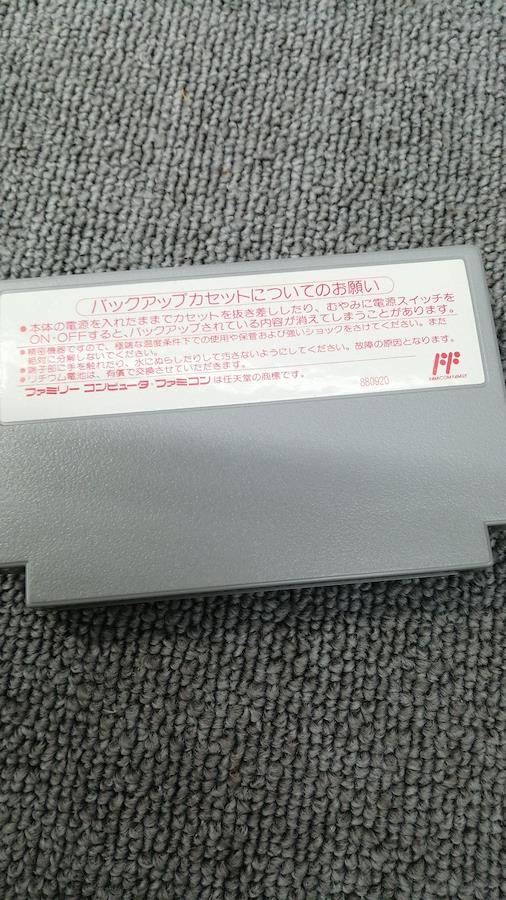 バックアップカセットについてのお願い
●本体の電源を入れたままでカセットを抜き差ししたり、むやみに電源スイッチを
ON・OFFすると、バックアップされている内容が消えてしまうことがあります。
●精密機器ですので、極端な温度条件下での使用や保管および強いショックをさけてください。また
絶対に分解しないでください。
●端子部に手を触れたり、水にぬらしたりして汚さないようにしてください。故障の原因となります。
●リチウム電池は、有償で交換させていただきます。
ファミリーコンピュータ・ファミコンは任天堂の商標です。
880920
FAMICOM FAMILY